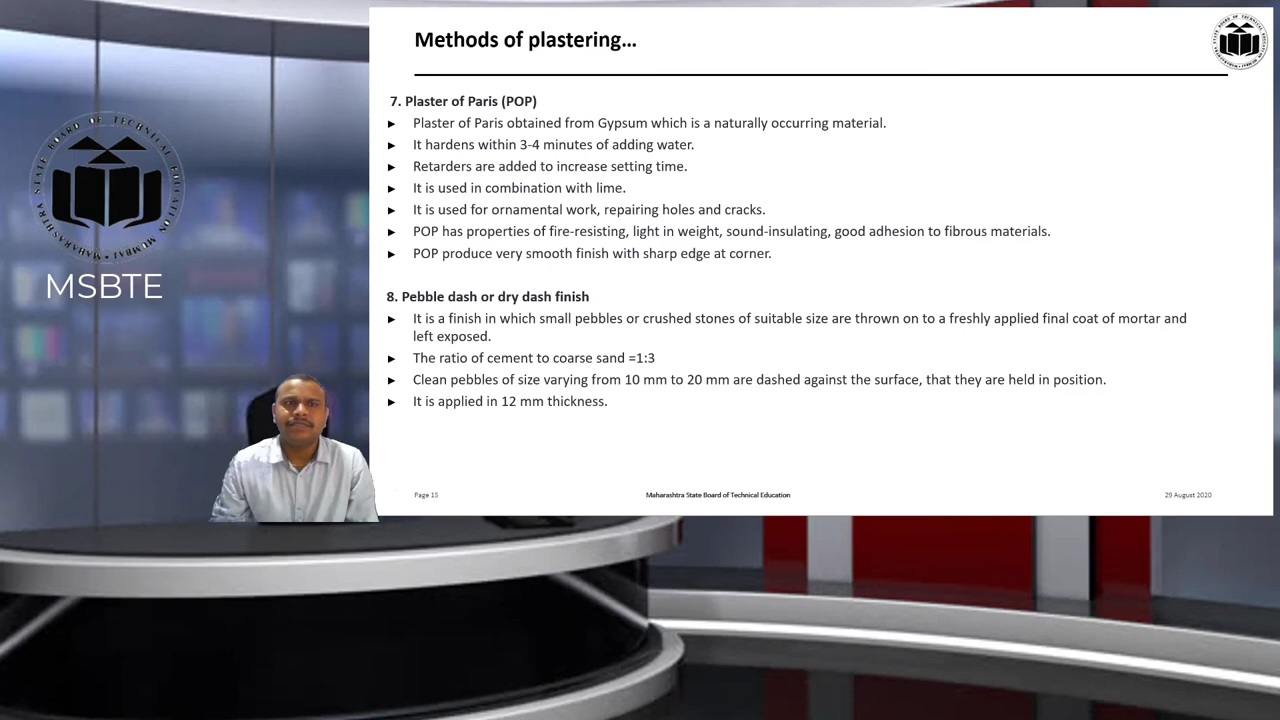 Methods of plastering...
STATE BOARD OF TECHNICAL EDUCATION
MAHARASHTRA MUMBAI
MSBTE
7. Plaster of Paris (POP)
► Plaster of Paris obtained from Gypsum which is a naturally occurring material.
► It hardens within 3-4 minutes of adding water.
► Retarders are added to increase setting time.
► It is used in combination with lime.
► It is used for ornamental work, repairing holes and cracks.
► POP has properties of fire-resisting, light in weight, sound-insulating, good adhesion to fibrous materials.
► POP produce very smooth finish with sharp edge at corner.
8. Pebble dash or dry dash finish
► It is a finish in which small pebbles or crushed stones of suitable size are thrown on to a freshly applied final coat of mortar and
left exposed.
► The ratio of cement to coarse sand =1:3
► Clean pebbles of size varying from 10 mm to 20 mm are dashed against the surface, that they are held in position.
► It is applied in 12 mm thickness.
Page 15
Maharashtra State Board of Technical Education
29 August 2020